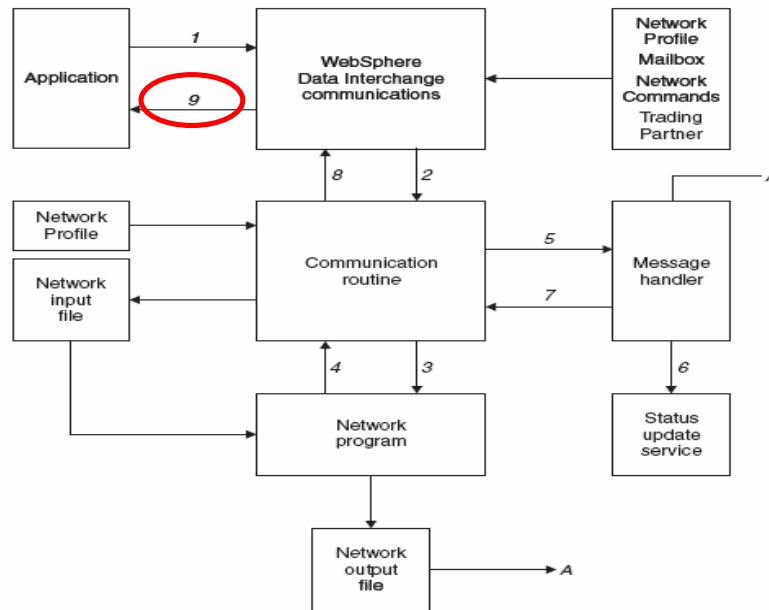 1
Application
9
WebSphere
Data Interchange
communications
Network
Profile
Mailbox
Network
Commands
Trading
Partner
8
2
Network
Profile
Network
input
file
Communication
routine
5
7
Message
handler
4
3
6
Network
program
Status
update
service
Network
output
file
A